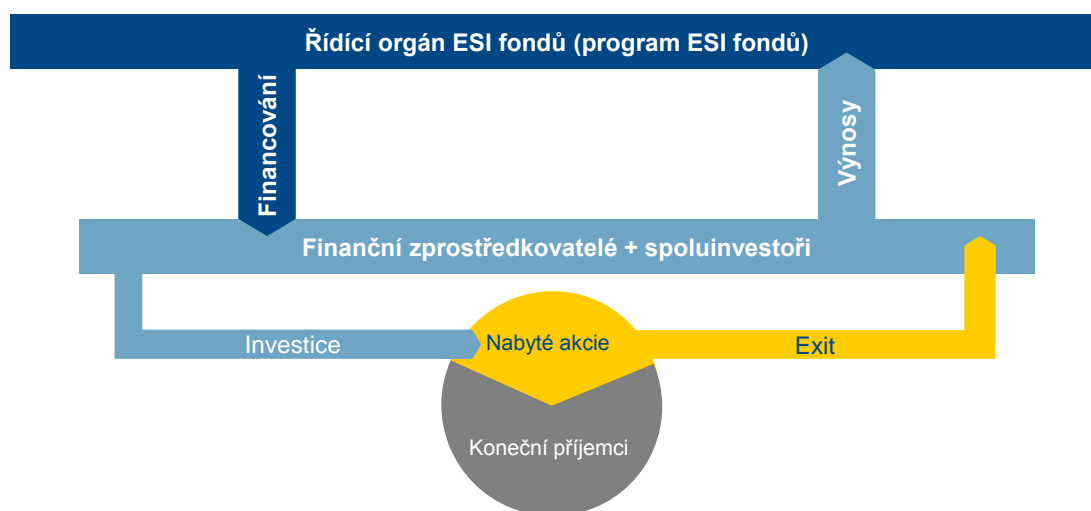 Řídící orgán ESI fondů (program ESI fondů)
Financování
Výnosy
Finanční zprostředkovatelé + spoluinvestoři
Investice
Nabyté akcie
Exit
Koneční příjemci